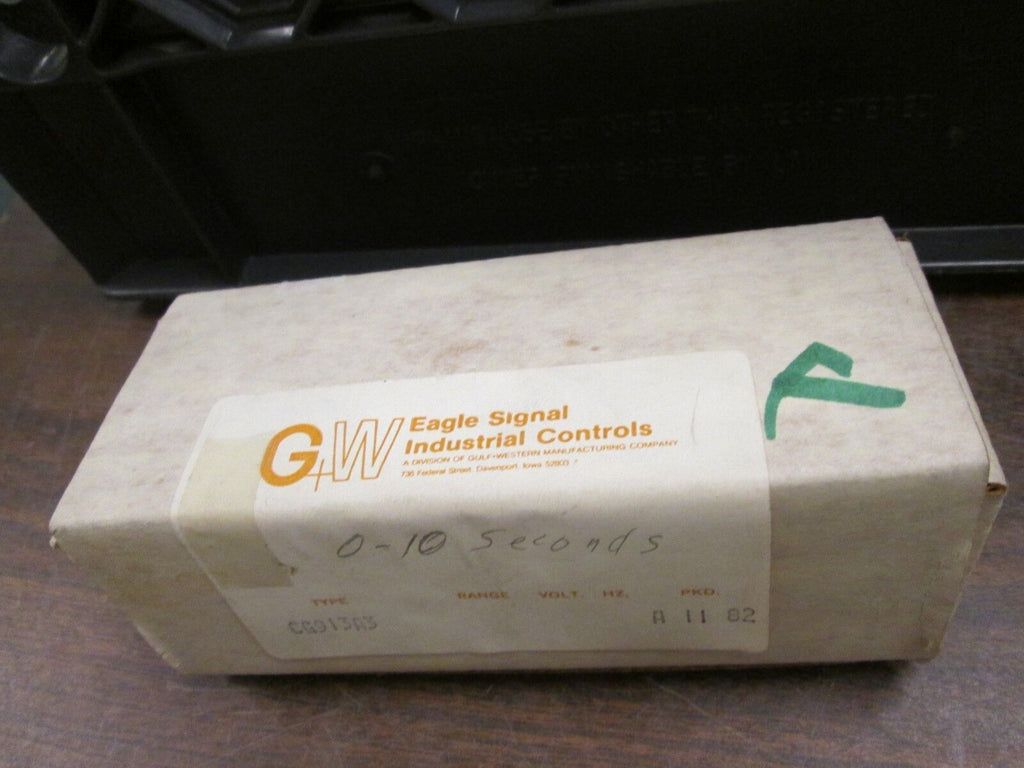 G+W
Eagle Signal
Industrial Controls
A DIVISION OF GULF+WESTERN MANUFACTURING COMPANY
736 Federal Street, Davenport, Iowa 52803
0-10 Seconds
TYPE RANGE VOLT. HZ. PKD.
CG913A3 A 11 82